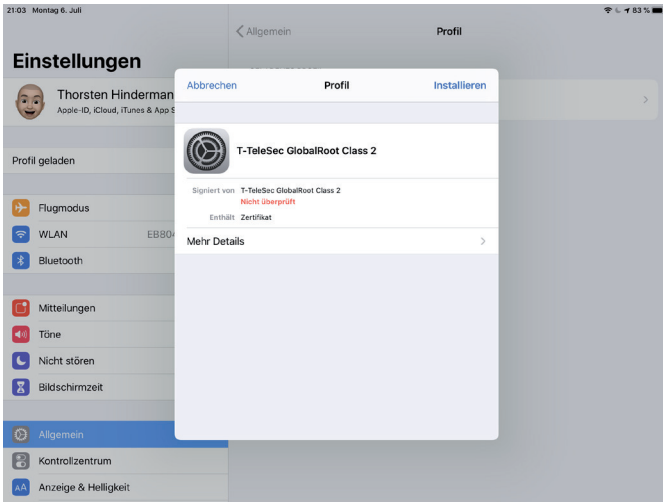 21:03 Montag 6. Juli
83 %
Allgemein
Profil
Einstellungen
Thorsten Hinderman
Apple-ID, iCloud, iTunes & App S
Profil geladen
Flugmodus
WLAN
Bluetooth
Mitteilungen
Töne
Nicht stören
Bildschirmzeit
Allgemein
Kontrollzentrum
AA Anzeige & Helligkeit
Abbrechen
Profil
Installieren
T-TeleSec GlobalRoot Class 2
Signiert von T-TeleSec GlobalRoot Class 2
Nicht überprüft
Enthält Zertifikat
Mehr Details